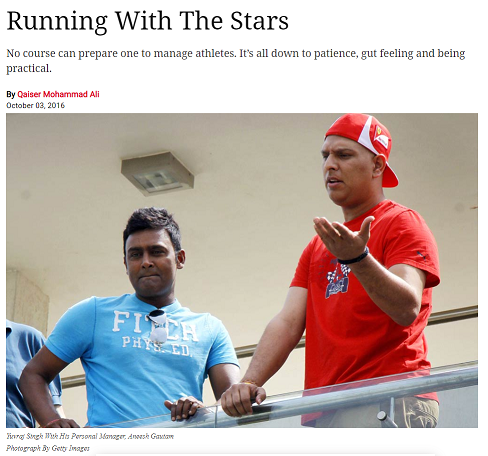 Running With The Stars
No course can prepare one to manage athletes. It's all down to patience, gut feeling and being
practical.
By Qaiser Mohammad Ali
October 03, 2016
FITCH
PHYS. ED.
Yuvraj Singh With His Personal Manager, Aneesh Gautam
Photograph By Getty Images